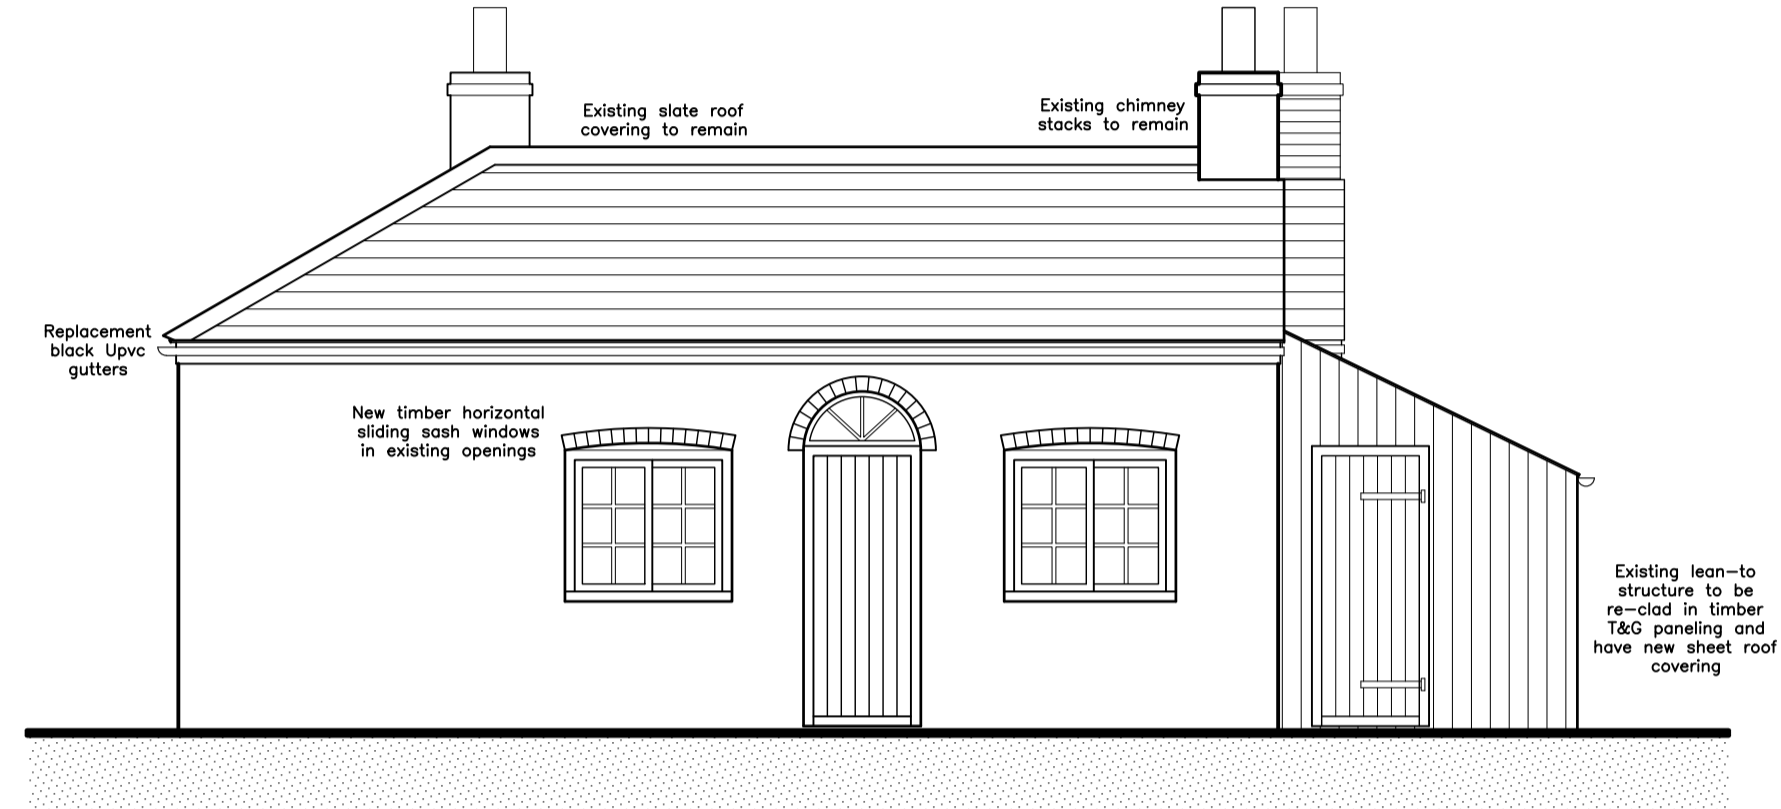 Existing slate roof
covering to remain
Existing chimney
stacks to remain
Replacement
black Upvc
gutters
New timber horizontal
sliding sash windows
in existing openings
Existing lean-to
structure to be
re-clad in timber
T&G paneling and
have new sheet roof
covering